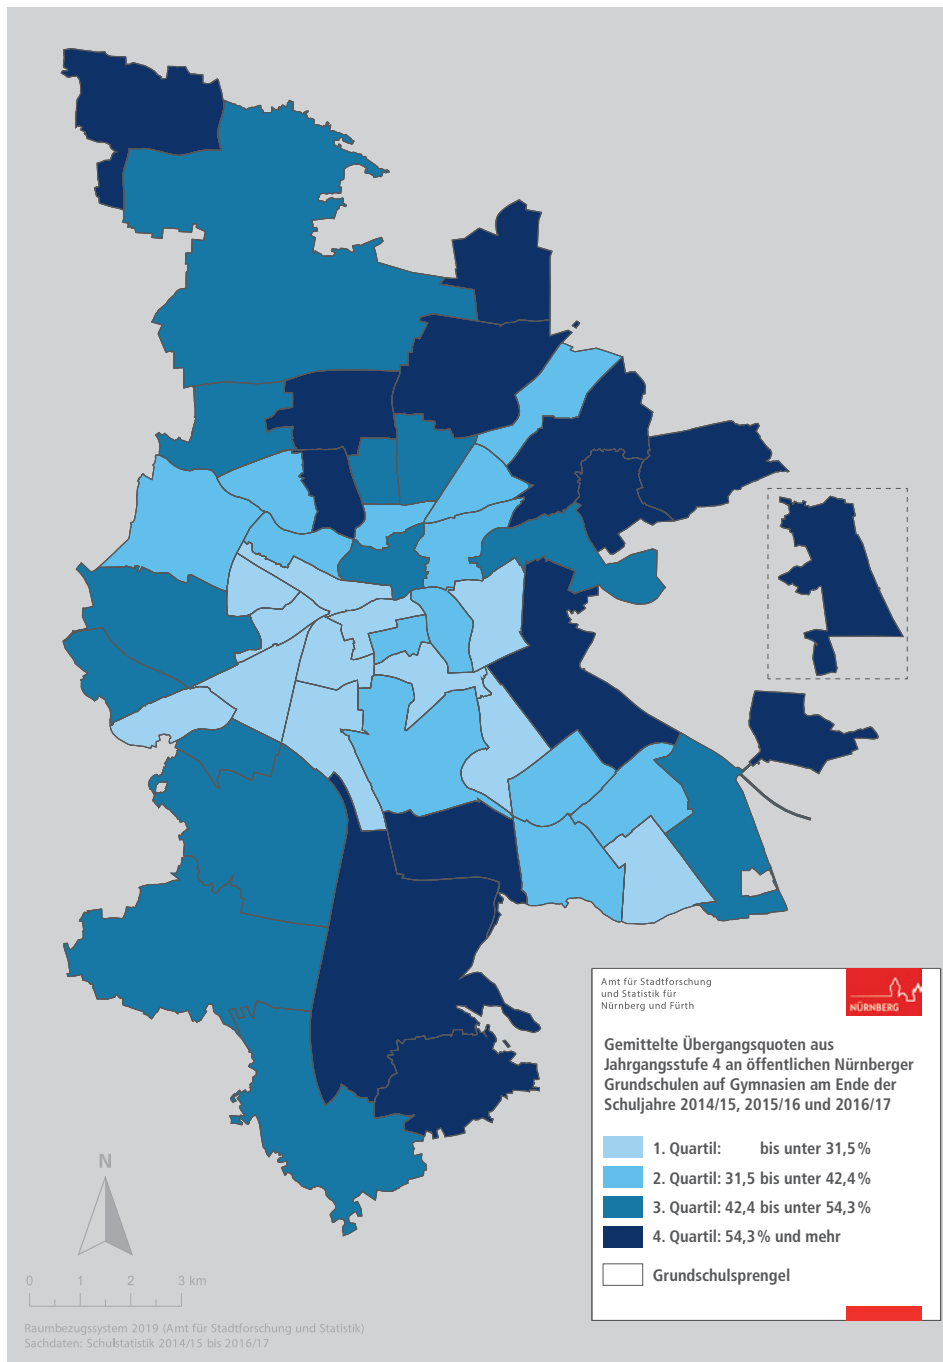 Amt für Stadtforschung
und Statistik für
Nürnberg und Fürth
NÜRNBERG
Gemittelte Übergangsquoten aus
Jahrgangsstufe 4 an öffentlichen Nürnberger
Grundschulen auf Gymnasien am Ende der
Schuljahre 2014/15, 2015/16 und 2016/17
1. Quartil: bis unter 31,5%
2. Quartil: 31,5 bis unter 42,4%
3. Quartil: 42,4 bis unter 54,3%
4. Quartil: 54,3% und mehr
Grundschulsprengel
N
0 1 2 3 km
Raumbezugssystem 2019 (Amt für Stadtforschung und Statistik)
Sachdaten: Schulstatistik 2014/15 bis 2016/17